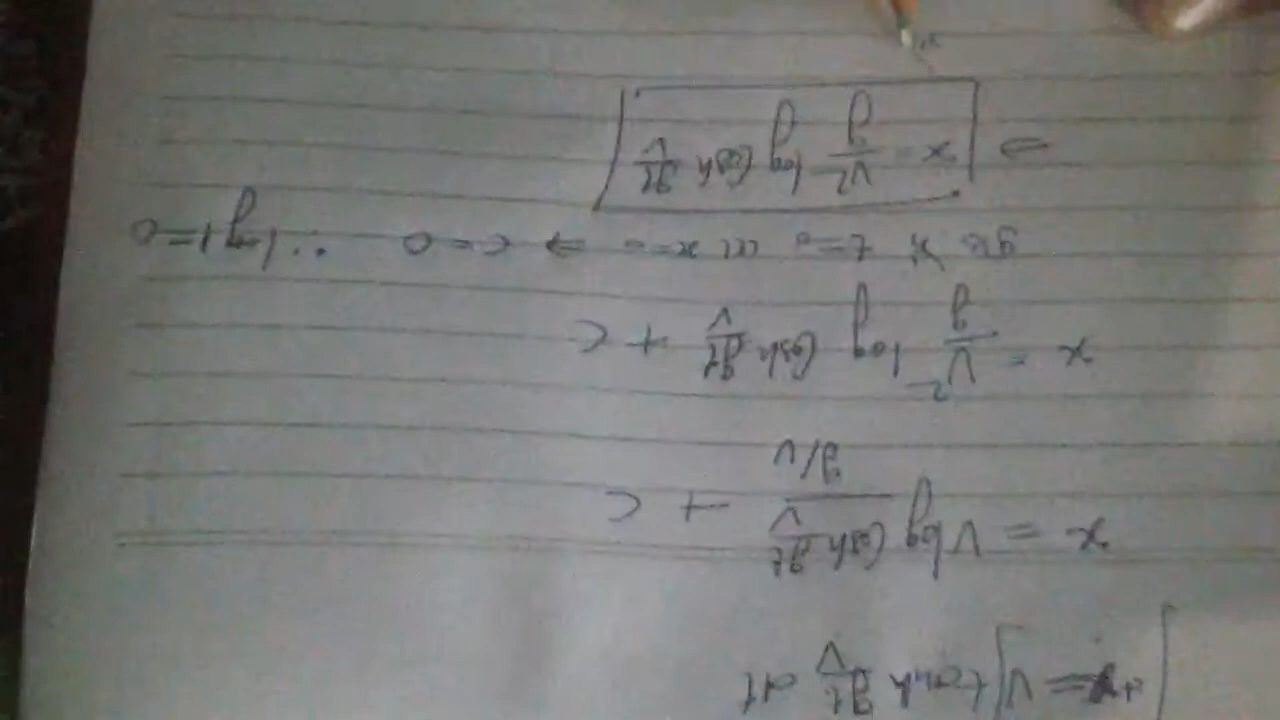 ∫dx = V∫tanh gt/V dt
x = V log cosh gt/V / g/V + C
x = V²/g log cosh gt/V + C
t=0 x=0 ⇒ C=0 ∵ log 1=0
⇒ x = V²/g log cosh gt/V